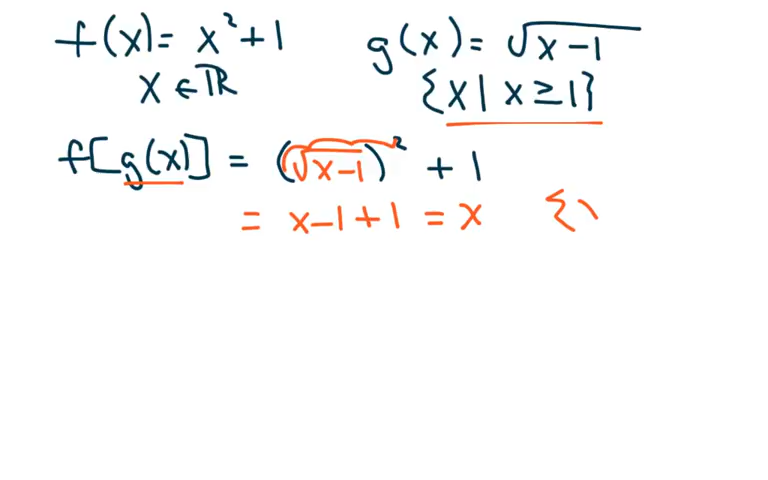 f(x) = x² + 1 g(x) = √x-1
x ∈ ℝ {x | x ≥ 1}
f[g(x)] = (√x-1)² + 1
= x-1+1 = x {